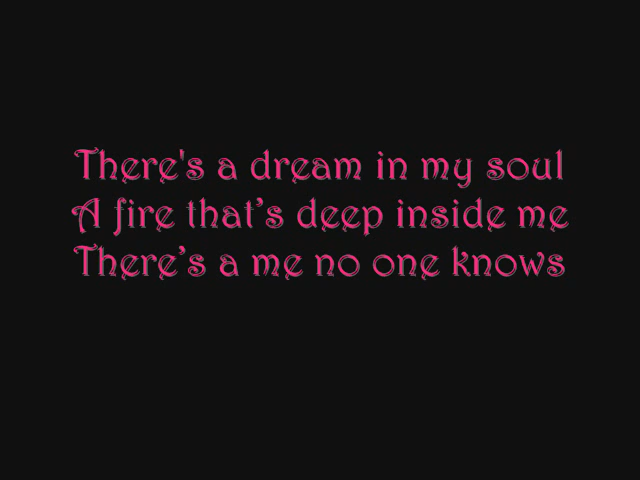 There's a dream in my soul
A fire that’s deep inside me
There’s a me no one knows